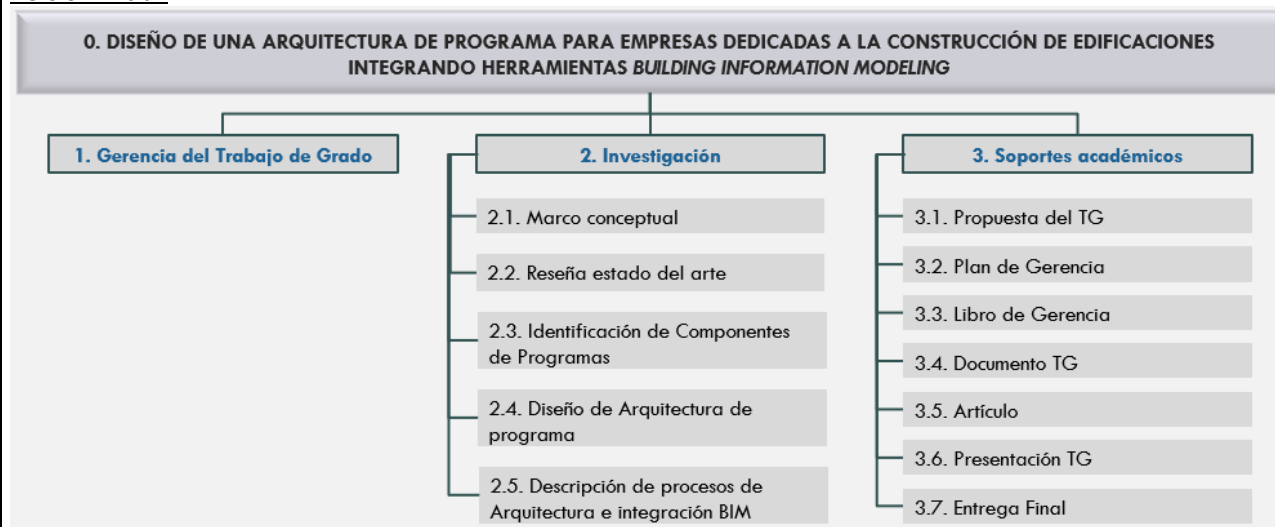 0. DISEÑO DE UNA ARQUITECTURA DE PROGRAMA PARA EMPRESAS DEDICADAS A LA CONSTRUCCIÓN DE EDIFICACIONES
INTEGRANDO HERRAMIENTAS BUILDING INFORMATION MODELING
1. Gerencia del Trabajo de Grado
2. Investigación
2.1. Marco conceptual
2.2. Reseña estado del arte
2.3. Identificación de Componentes
de Programas
2.4. Diseño de Arquitectura de
programa
2.5. Descripción de procesos de
Arquitectura e integración BIM
3. Soportes académicos
3.1. Propuesta del TG
3.2. Plan de Gerencia
3.3. Libro de Gerencia
3.4. Documento TG
3.5. Artículo
3.6. Presentación TG
3.7. Entrega Final